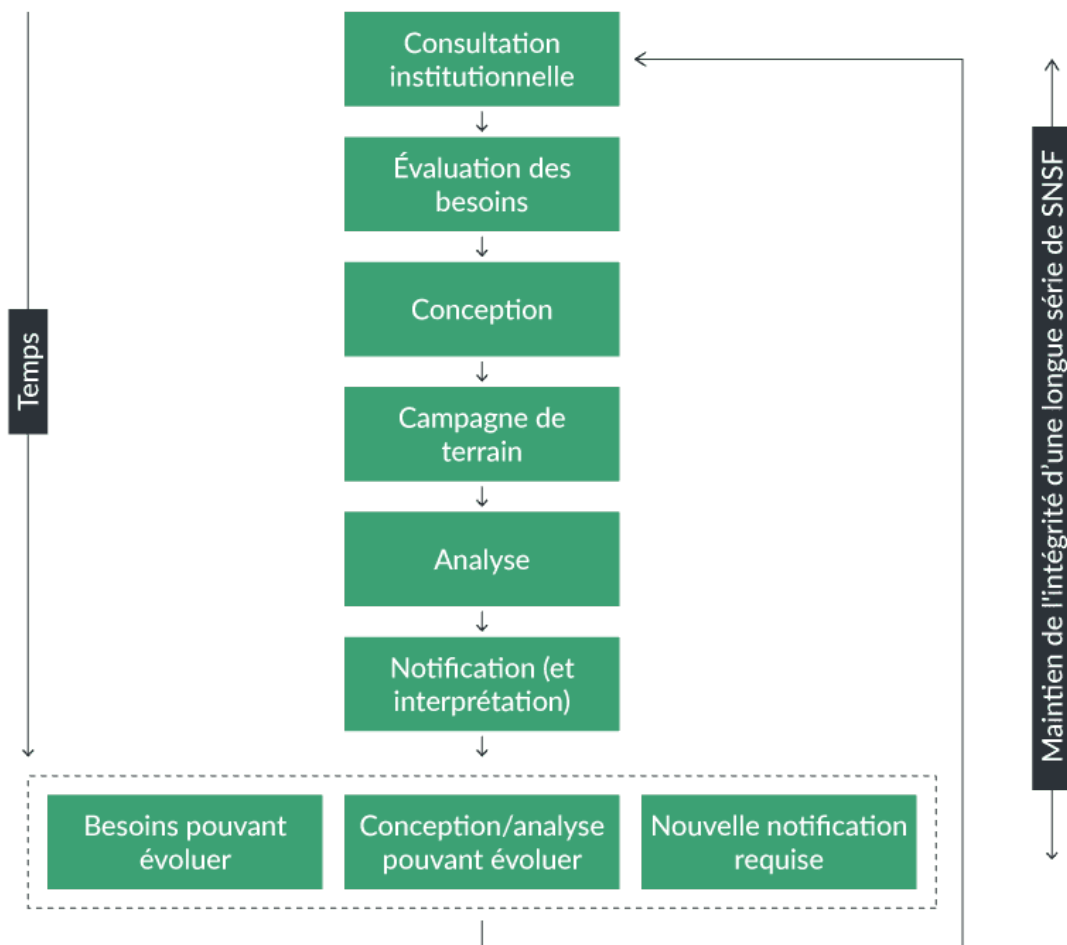 Consultation
institutionnelle
Évaluation des
besoins
Conception
Campagne de
terrain
Analyse
Notification (et
interprétation)
Besoins pouvant
évoluer
Conception/analyse
pouvant évoluer
Nouvelle notification
requise
Temps
Maintien de l'intégrité d'une longue série de SNSF